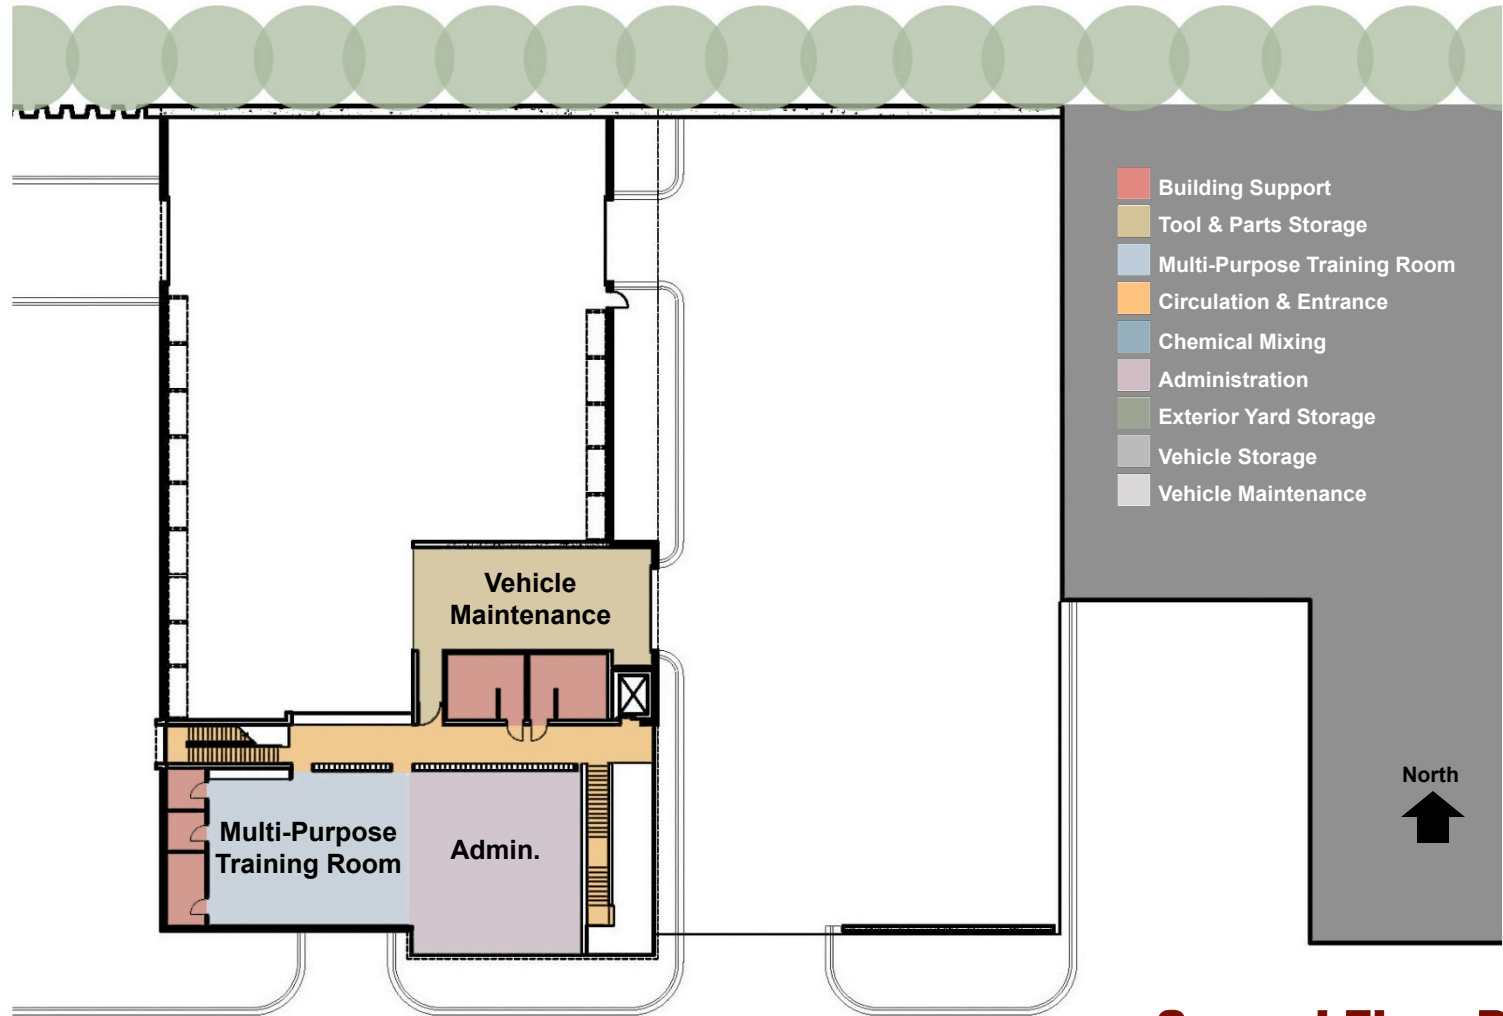 Building Support
Tool & Parts Storage
Multi-Purpose Training Room
Circulation & Entrance
Chemical Mixing
Administration
Exterior Yard Storage
Vehicle Storage
Vehicle Maintenance
Vehicle
Maintenance
North
Multi-Purpose
Training Room
Admin.